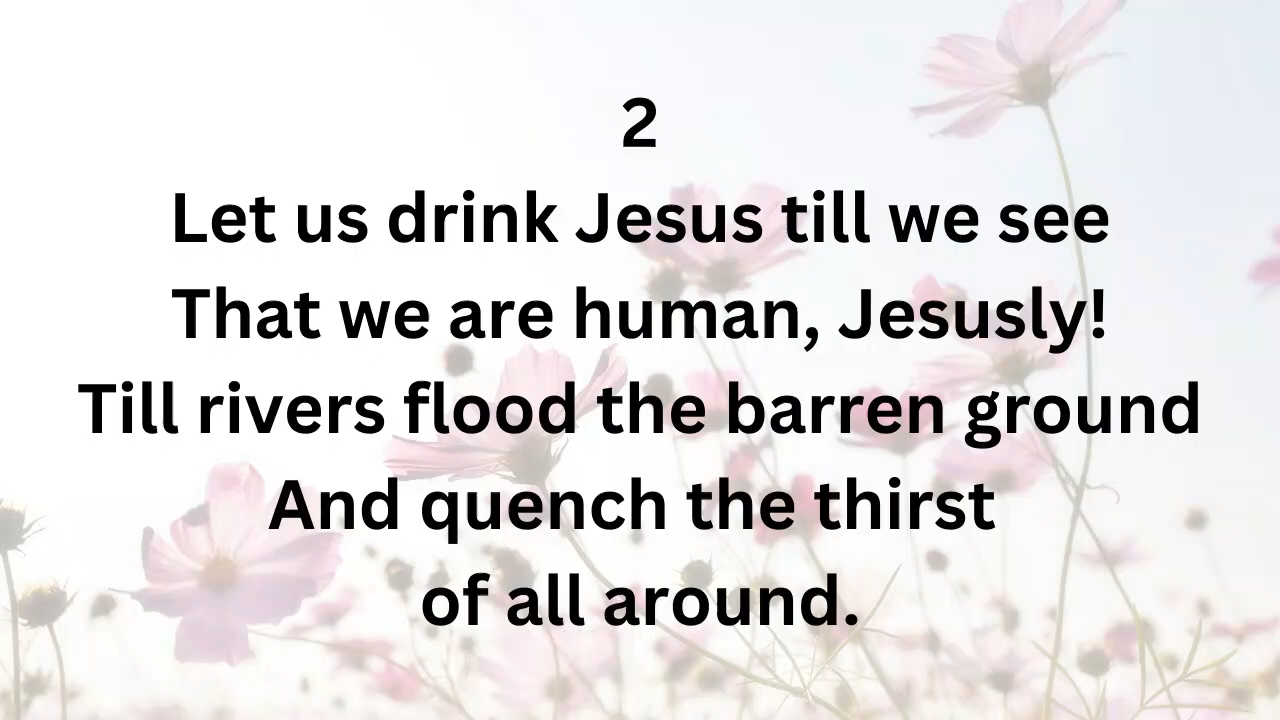 2
Let us drink Jesus till we see
That we are human, Jesusly!
Till rivers flood the barren ground
And quench the thirst
of all around.